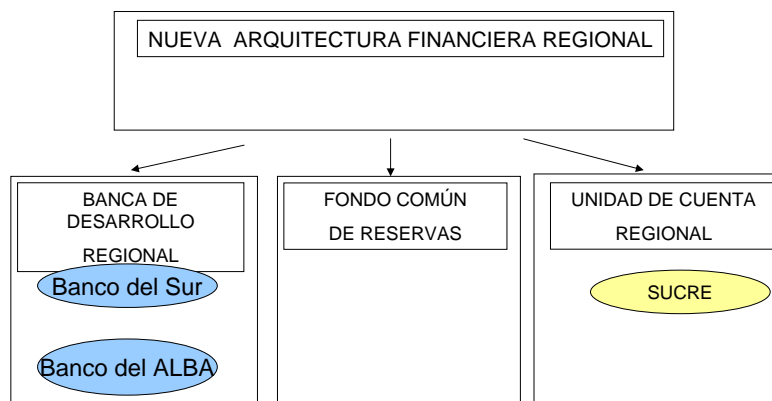 NUEVA ARQUITECTURA FINANCIERA REGIONAL
BANCA DE
DESARROLLO
REGIONAL
Banco del Sur
Banco del ALBA
FONDO COMÚN
DE RESERVAS
UNIDAD DE CUENTA
REGIONAL
SUCRE